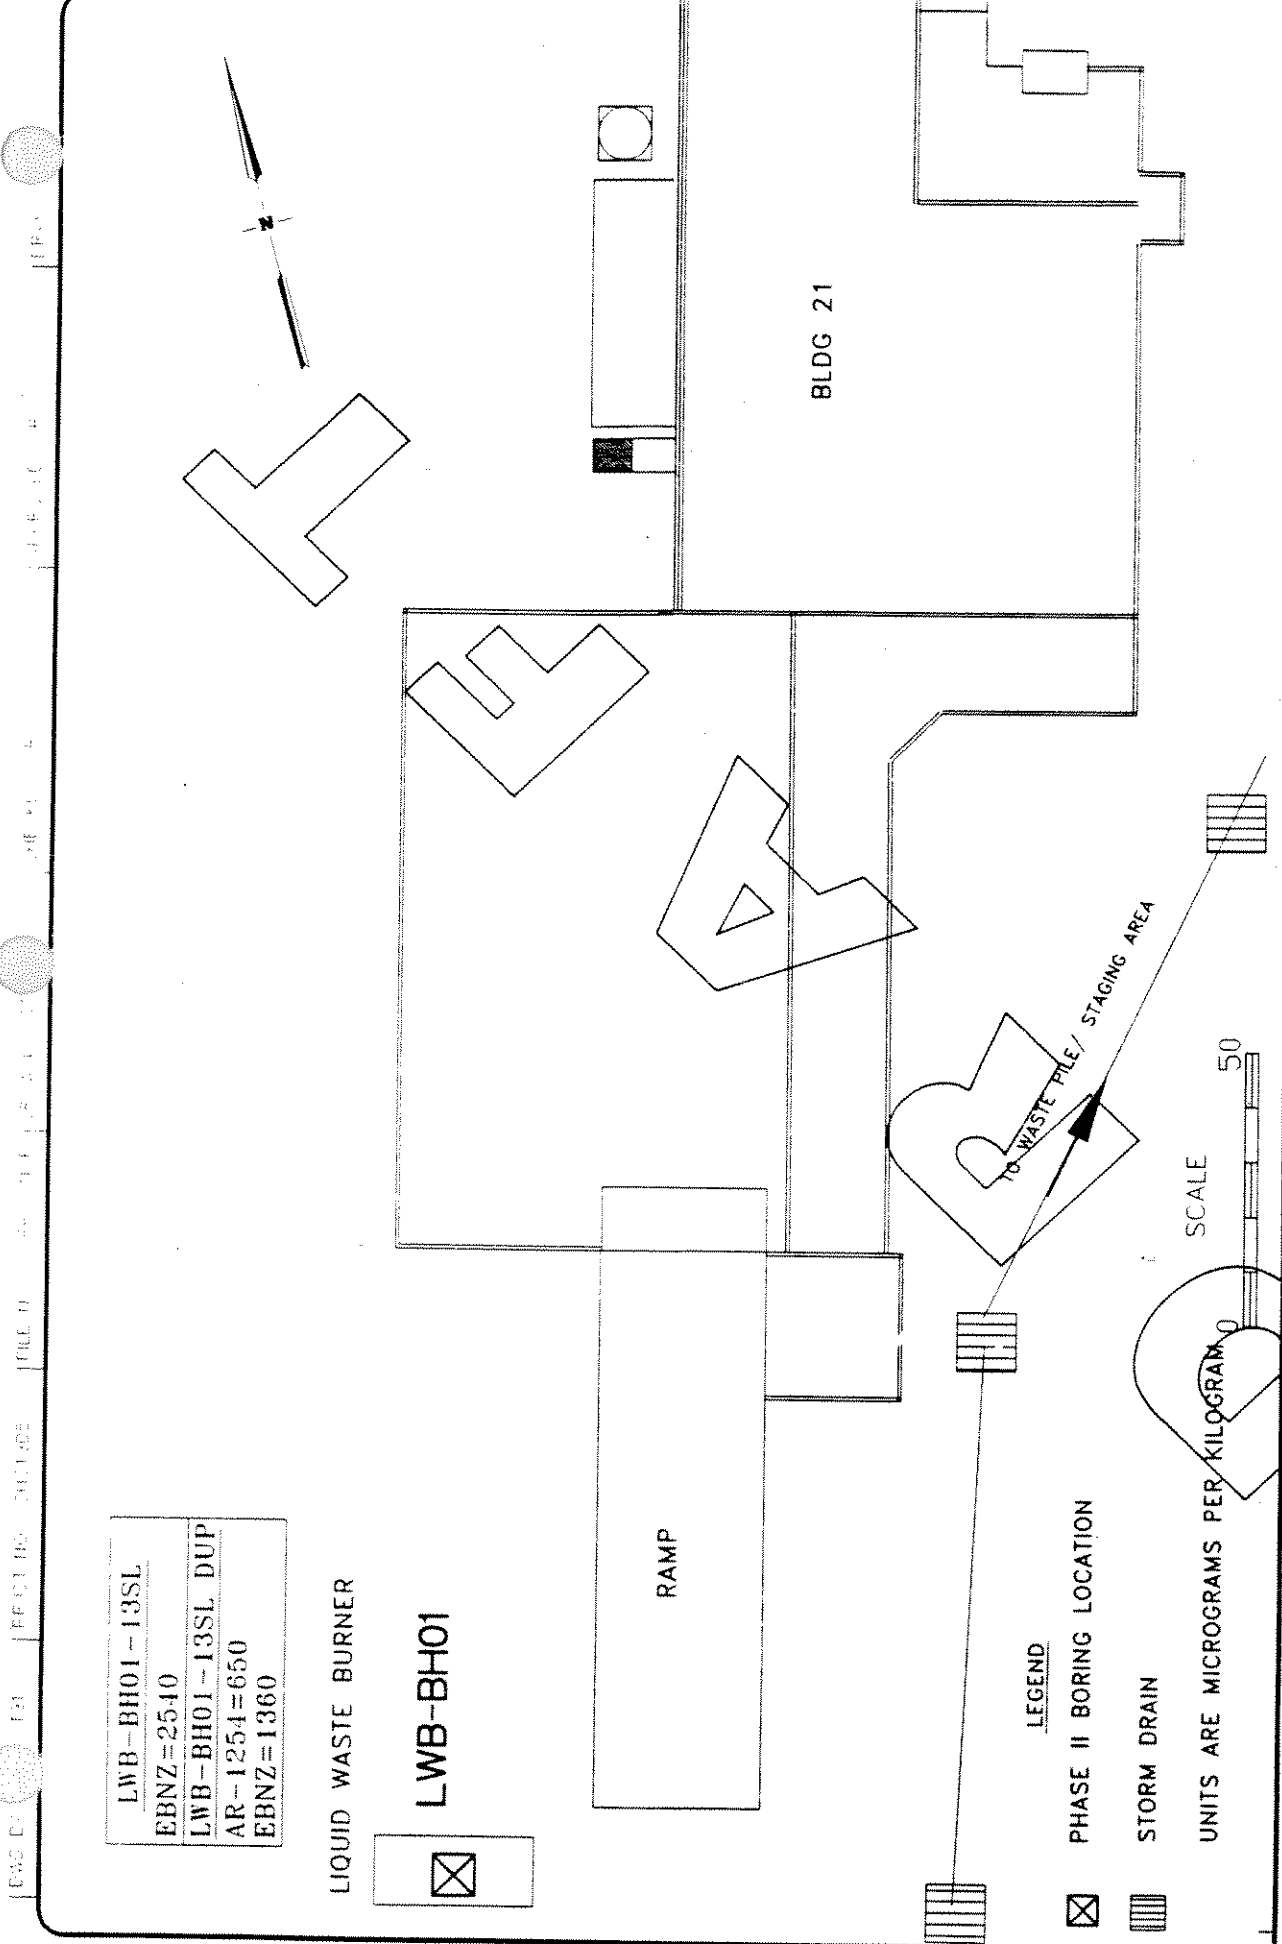 LWB-BH01-13SL
EBNZ=2540
LWB-BH01-13SL DUP
AR-1254=650
EBNZ=1360
LIQUID WASTE BURNER
LWB-BH01
RAMP
BLDG 21
N
DRAFT
TO WASTE PILE/ STAGING AREA
LEGEND
PHASE II BORING LOCATION
STORM DRAIN
UNITS ARE MICROGRAMS PER KILOGRAM
SCALE
0 50